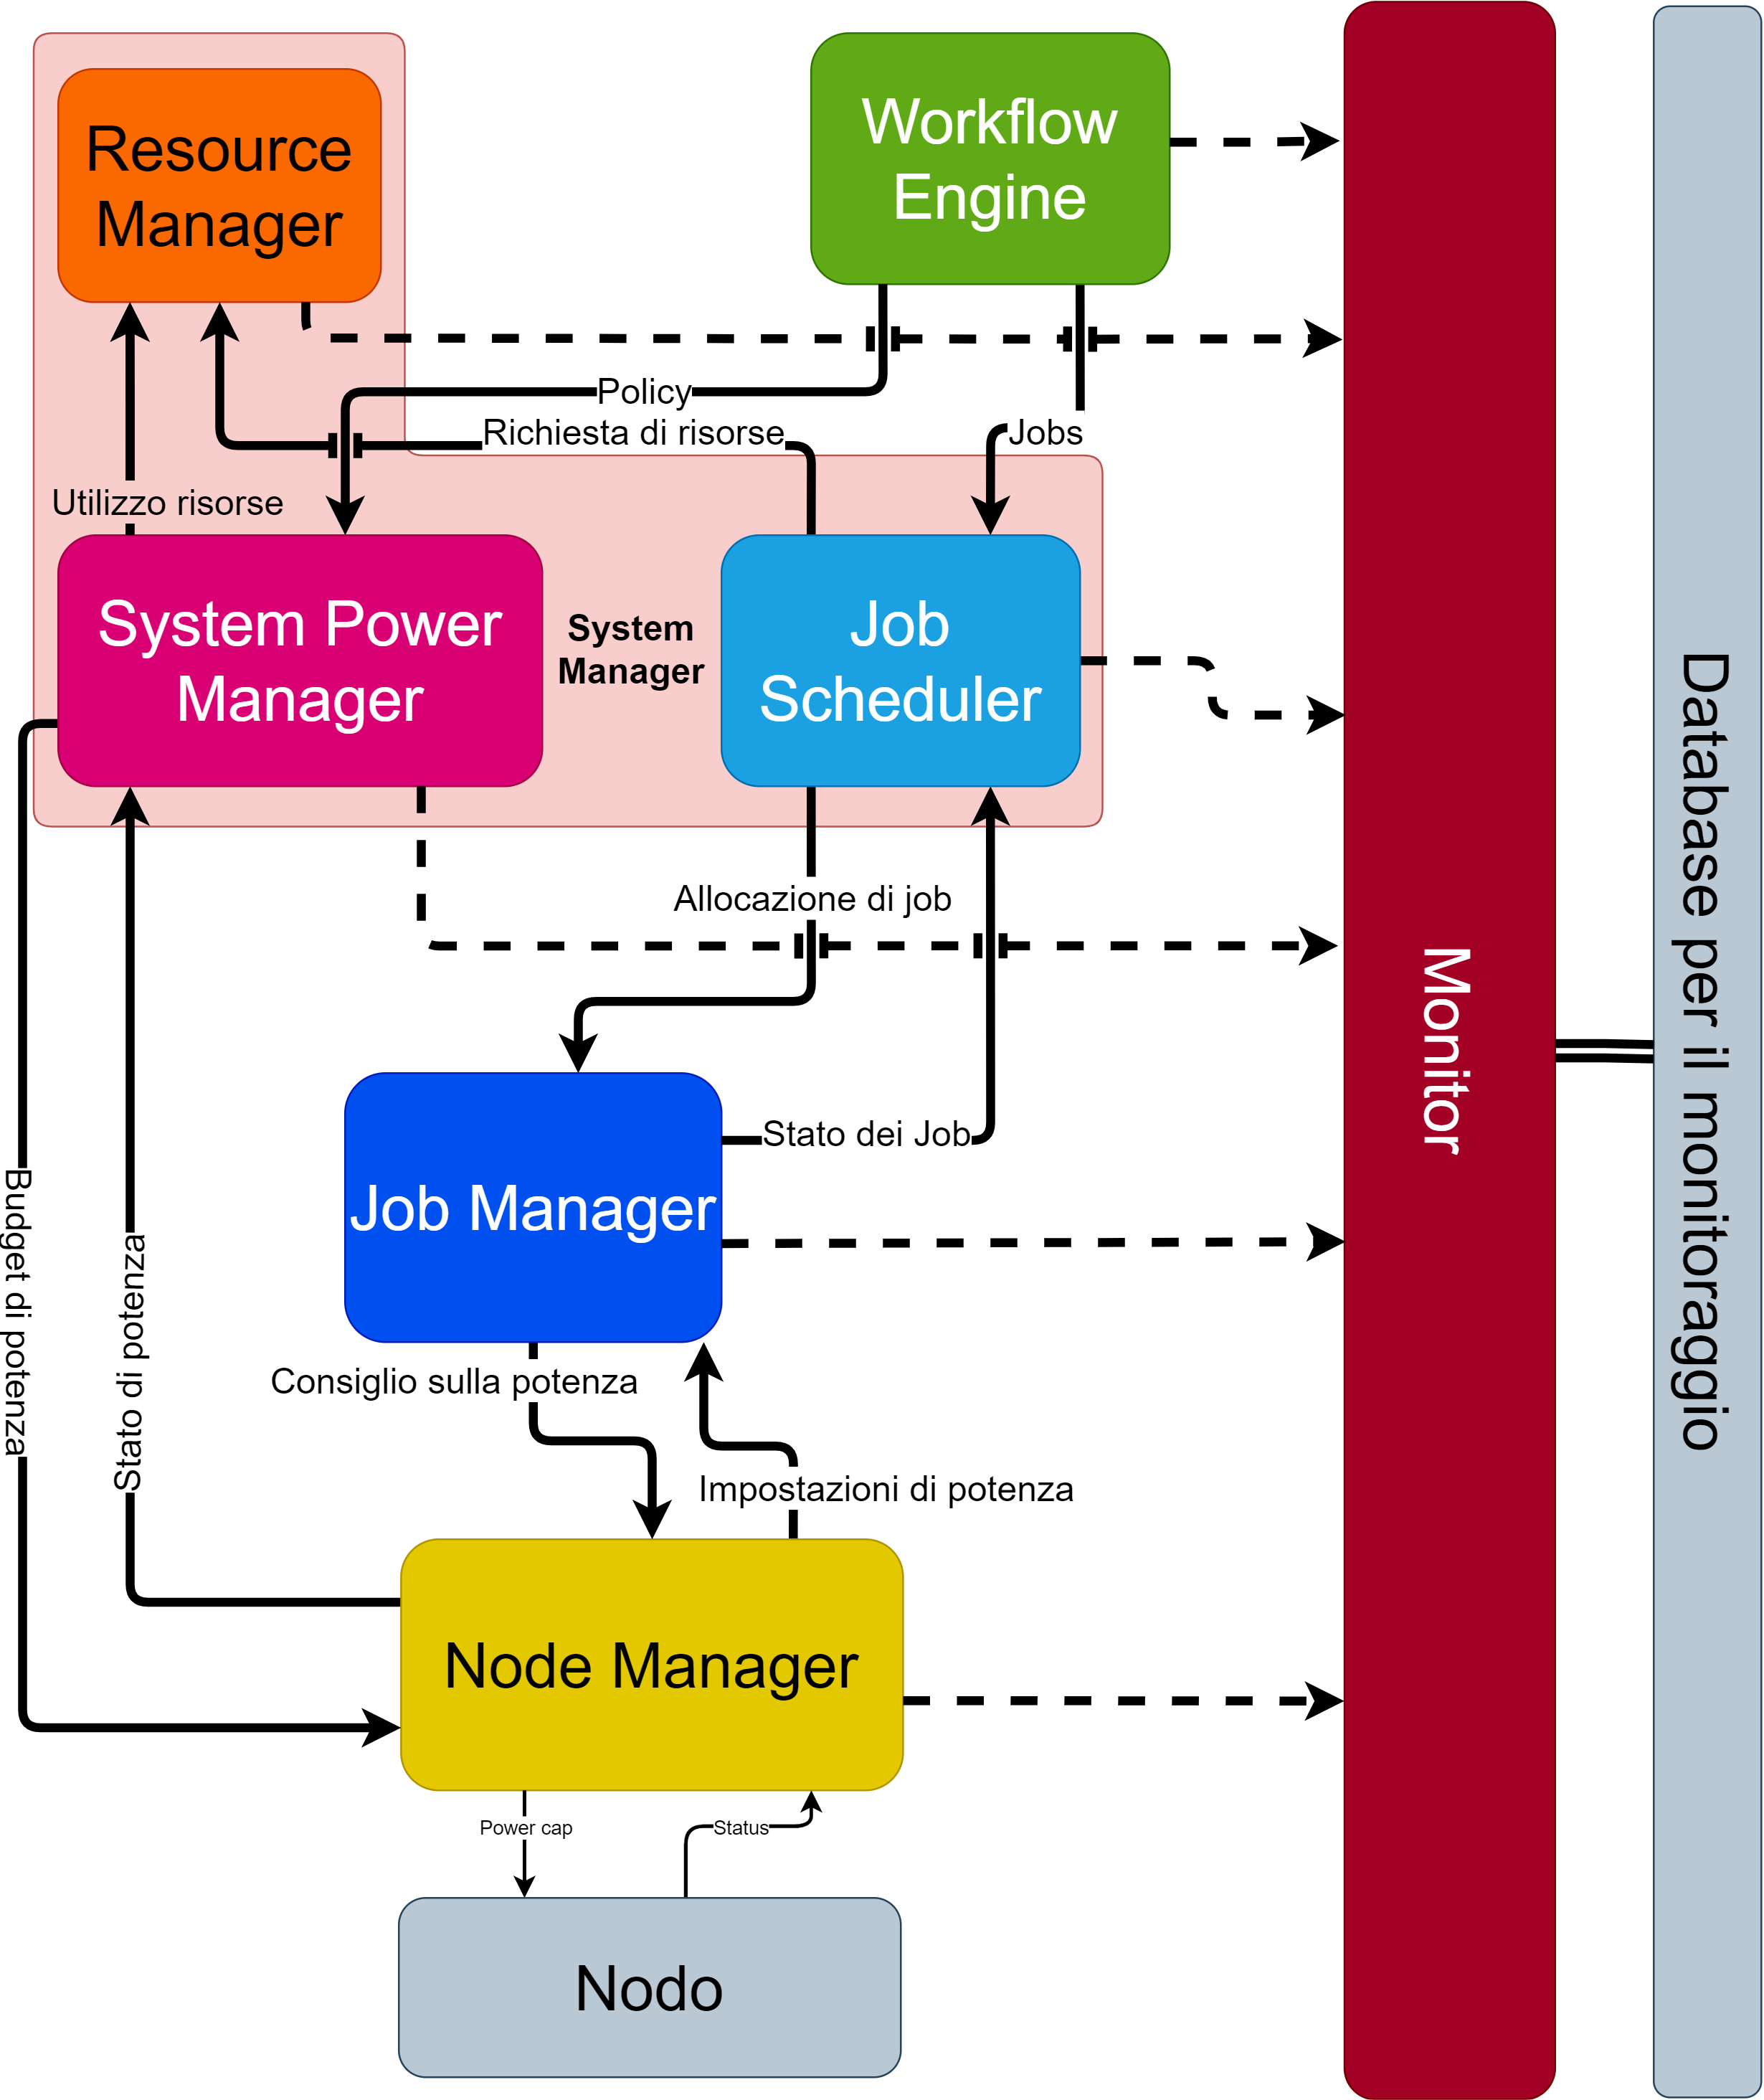 Resource
Manager
Workflow
Engine
Policy
Richiesta di risorse
Jobs
Utilizzo risorse
System Power
Manager
System
Manager
Job
Scheduler
Allocazione di job
Stato dei Job
Job Manager
Consiglio sulla potenza
Impostazioni di potenza
Budget di potenza
Stato di potenza
Node Manager
Power cap
Status
Nodo
Monitor
Database per il monitoraggio